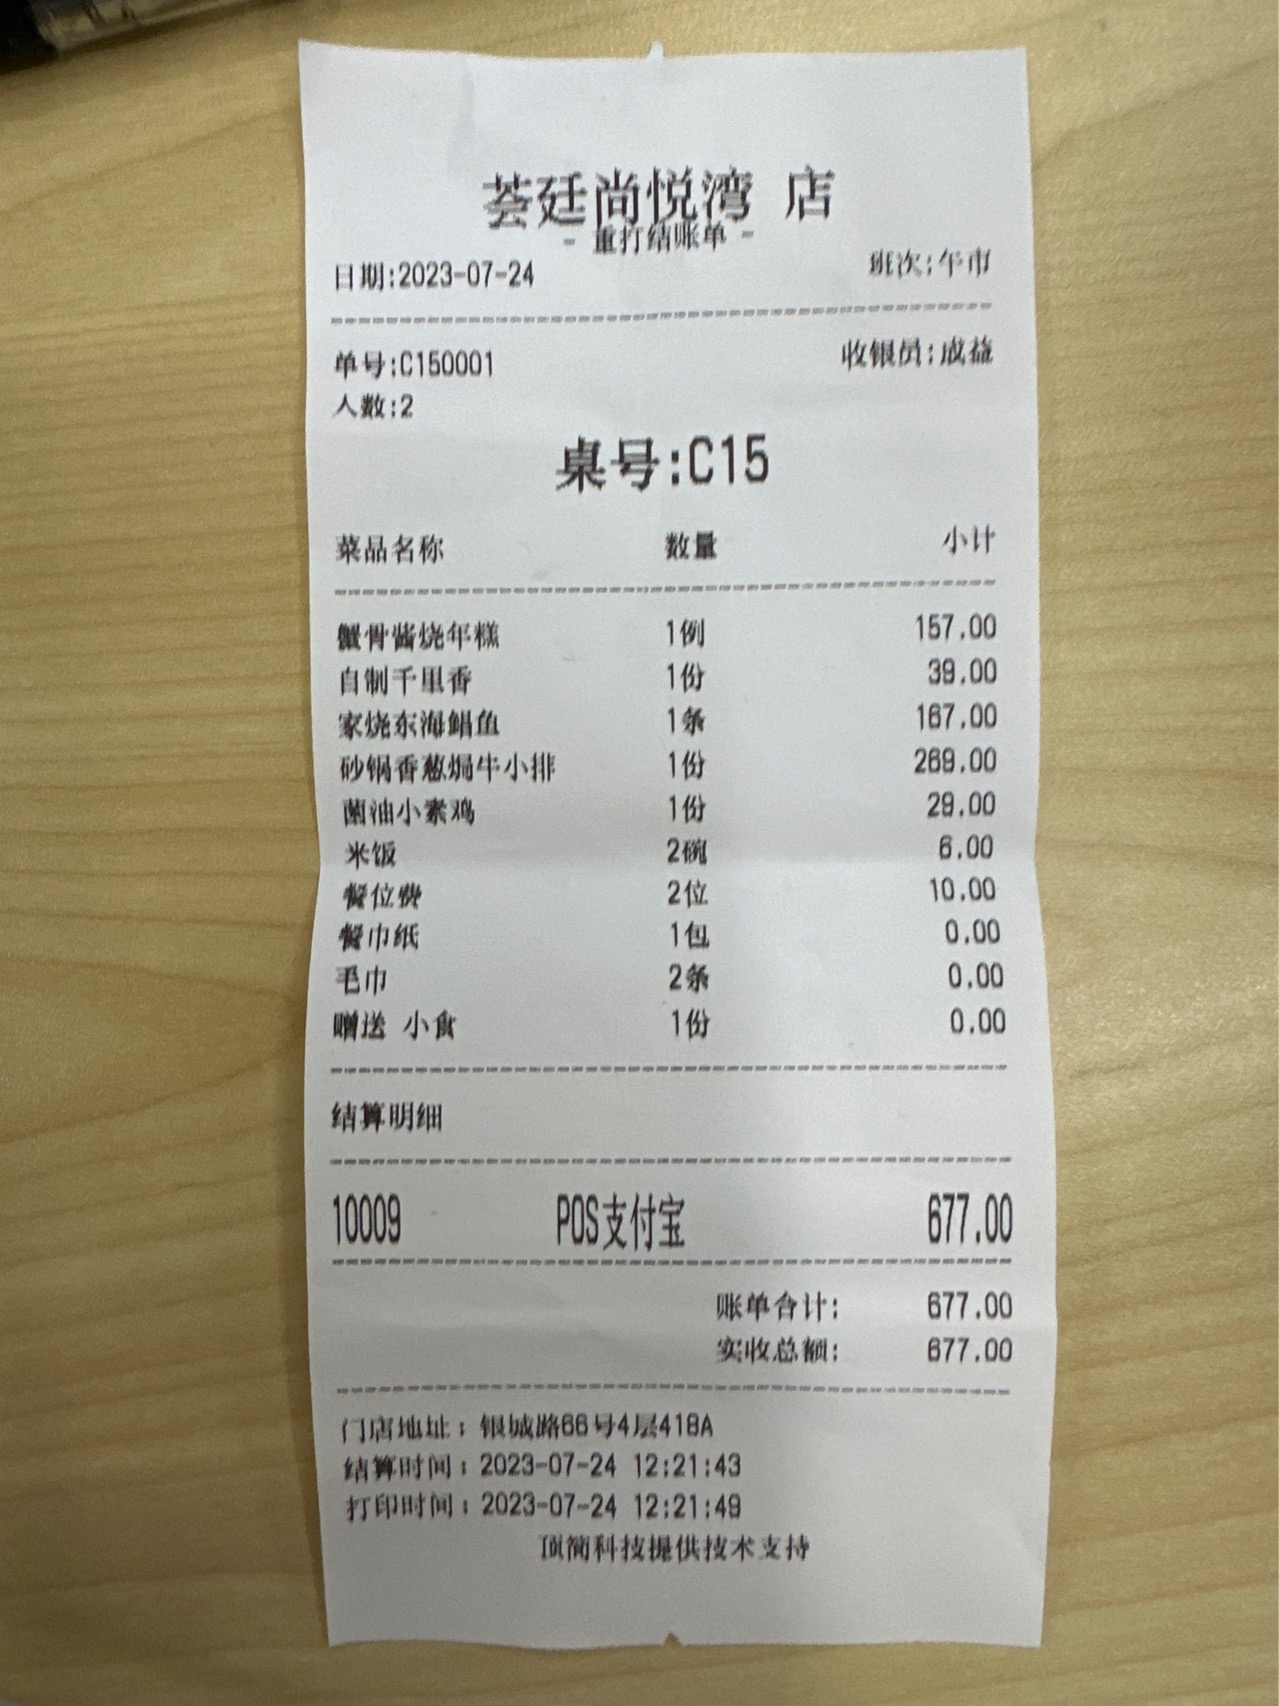 荟廷尚悦湾 店
- 重打结账单 -
日期:2023-07-24 班次:午市
单号:C150001 收银员:成益
人数:2
桌号:C15
菜品名称 数量 小计
蟹骨酱烧年糕 1例 157.00
自制千里香 1份 39.00
家烧东海鲳鱼 1条 167.00
砂锅香葱焗牛小排 1份 269.00
菌油小素鸡 1份 29.00
米饭 2碗 6.00
餐位费 2位 10.00
餐巾纸 1包 0.00
毛巾 2条 0.00
赠送 小食 1份 0.00
结算明细
10009 POS支付宝 677.00
账单合计: 677.00
实收总额: 677.00
门店地址: 银城路66号4层418A
结算时间: 2023-07-24 12:21:43
打印时间: 2023-07-24 12:21:49
顶简科技提供技术支持